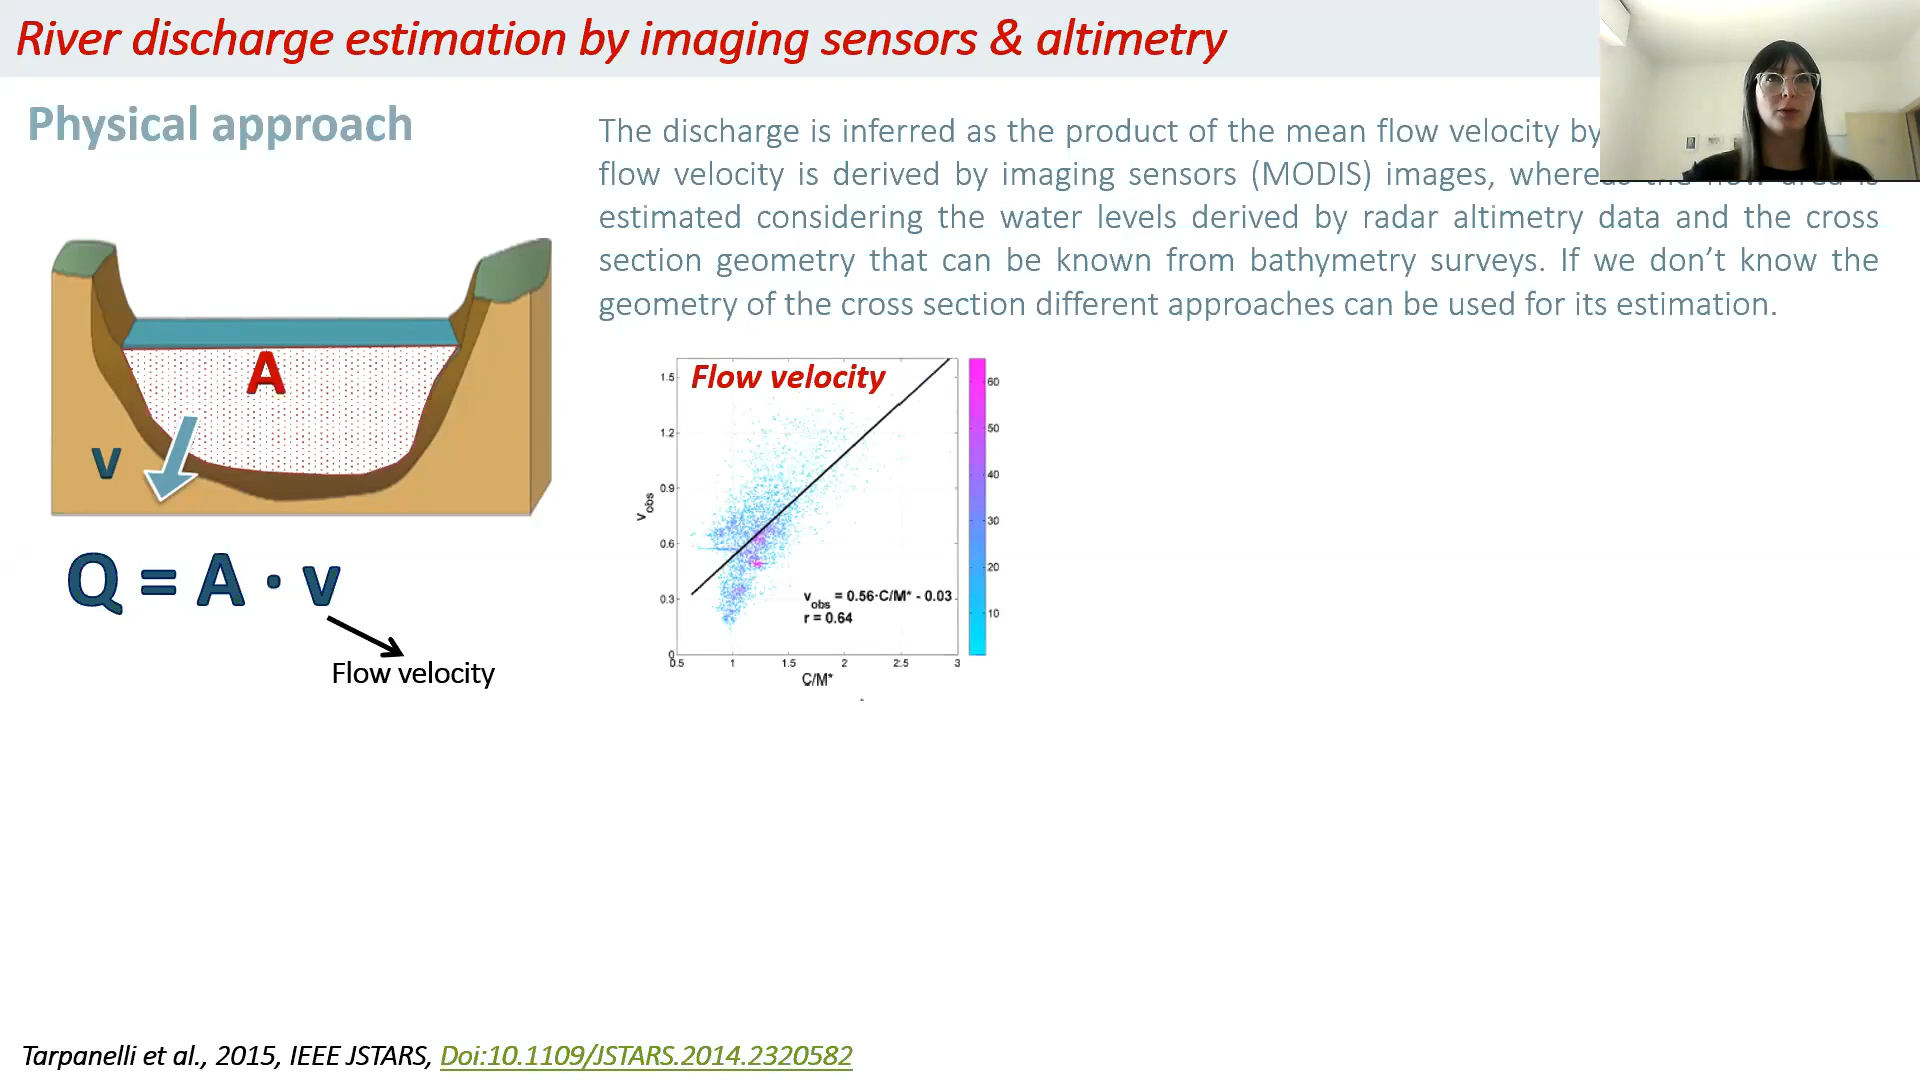 River discharge estimation by imaging sensors & altimetry
Physical approach
The discharge is inferred as the product of the mean flow velocity by
flow velocity is derived by imaging sensors (MODIS) images, whereas the flow area is
estimated considering the water levels derived by radar altimetry data and the cross
section geometry that can be known from bathymetry surveys. If we don’t know the
geometry of the cross section different approaches can be used for its estimation.
A
v
Q = A · v
Flow velocity
Flow velocity
1.5
1.2
0.9
0.6
0.3
0
v obs
v obs = 0.56·C/M* - 0.03
r = 0.64
0.5 1 1.5 2 2.5 3
C/M*
60
50
40
30
20
10
Tarpanelli et al., 2015, IEEE JSTARS, Doi:10.1109/JSTARS.2014.2320582